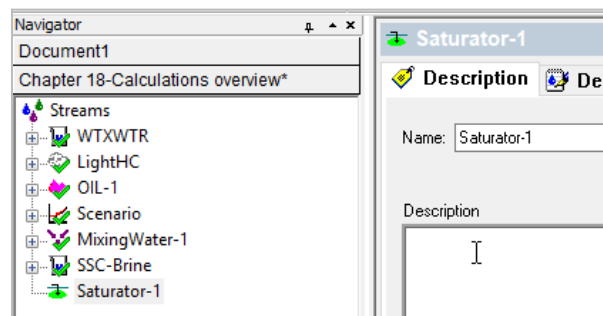 Navigator
Document1
Chapter 18-Calculations overview*
Streams
WTXWTR
LightHC
OIL-1
Scenario
MixingWater-1
SSC-Brine
Saturator-1
Saturator-1
Description
De
Name: Saturator-1
Description